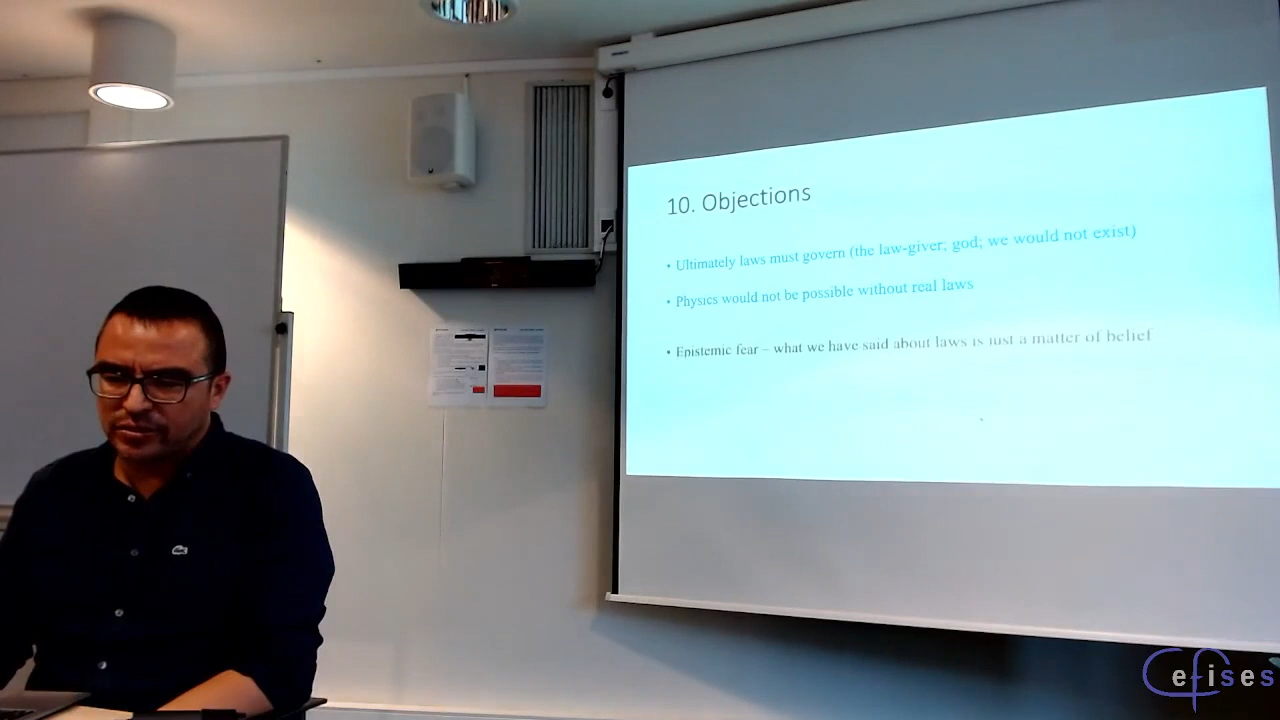 10. Objections
• Ultimately laws must govern (the law-giver; god; we would not exist)
• Physics would not be possible without real laws
• Epistemic fear – what we have said about laws is just a matter of belief
Cefises